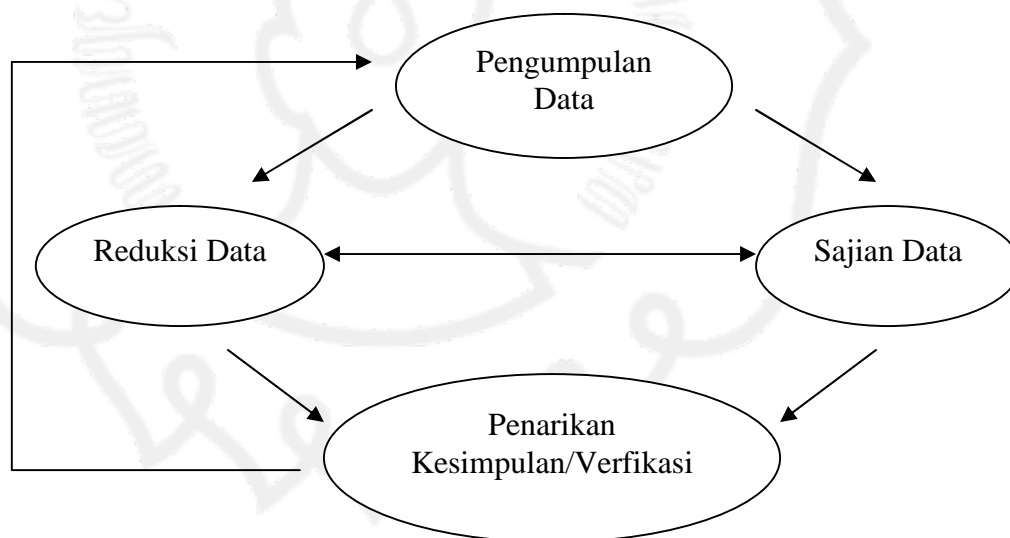 Pengumpulan
Data
Reduksi Data
Sajian Data
Penarikan
Kesimpulan/Verfikasi